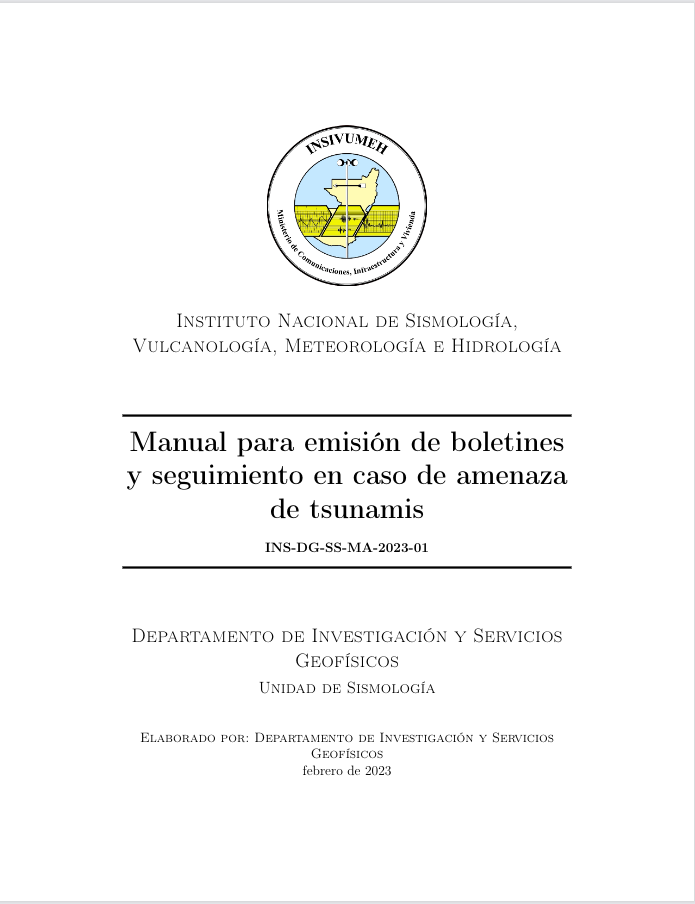 INSIVUMEH
Ministerio de Comunicaciones, Infraestructura y Vivienda
Instituto Nacional de Sismología,
Vulcanología, Meteorología e Hidrología
Manual para emisión de boletines
y seguimiento en caso de amenaza
de tsunamis
INS-DG-SS-MA-2023-01
Departamento de Investigación y Servicios
Geofísicos
Unidad de Sismología
Elaborado por: Departamento de Investigación y Servicios
Geofísicos
febrero de 2023